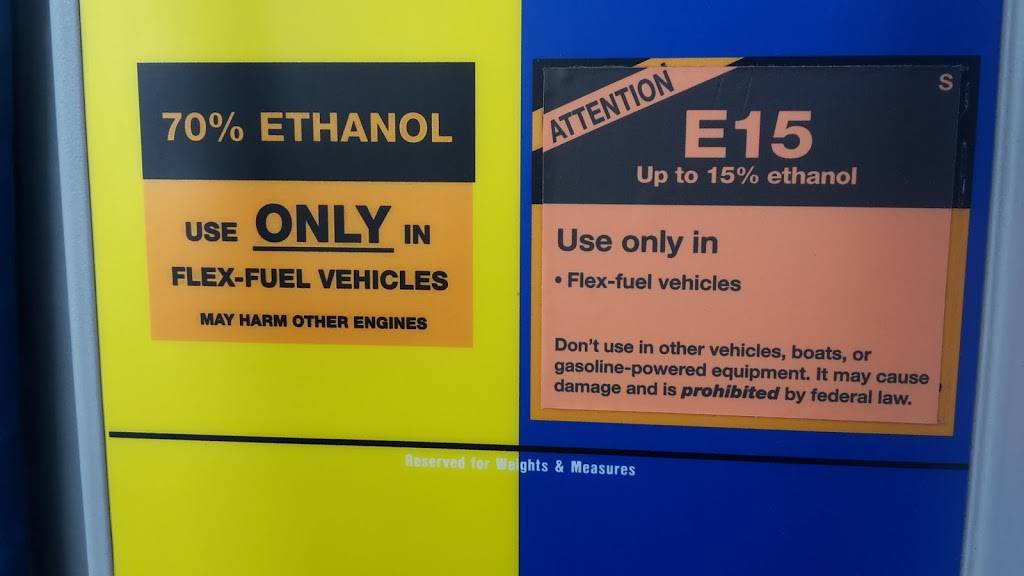 70% ETHANOL
USE ONLY IN
FLEX-FUEL VEHICLES
MAY HARM OTHER ENGINES
ATTENTION
S
E15
Up to 15% ethanol
Use only in
• Flex-fuel vehicles
Don't use in other vehicles, boats, or
gasoline-powered equipment. It may cause
damage and is prohibited by federal law.
Reserved for Weights & Measures